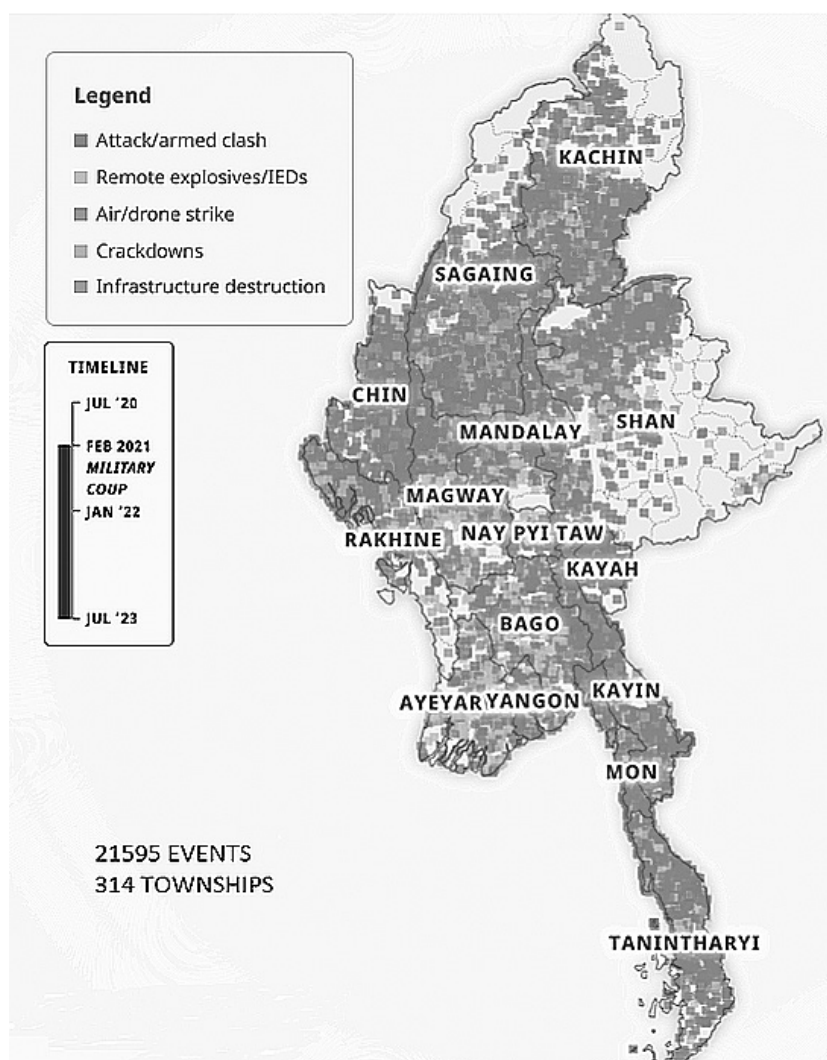 Legend
Attack/armed clash
Remote explosives/IEDs
Air/drone strike
Crackdowns
Infrastructure destruction
TIMELINE
JUL ‘20
FEB 2021
MILITARY
COUP
JAN ‘22
JUL ‘23
KACHIN
SAGAING
CHIN
SHAN
MANDALAY
MAGWAY
RAKHINE
NAY PYI TAW
KAYAH
BAGO
AYEYAR
YANGON
KAYIN
MON
TANINTHARYI
21595 EVENTS
314 TOWNSHIPS